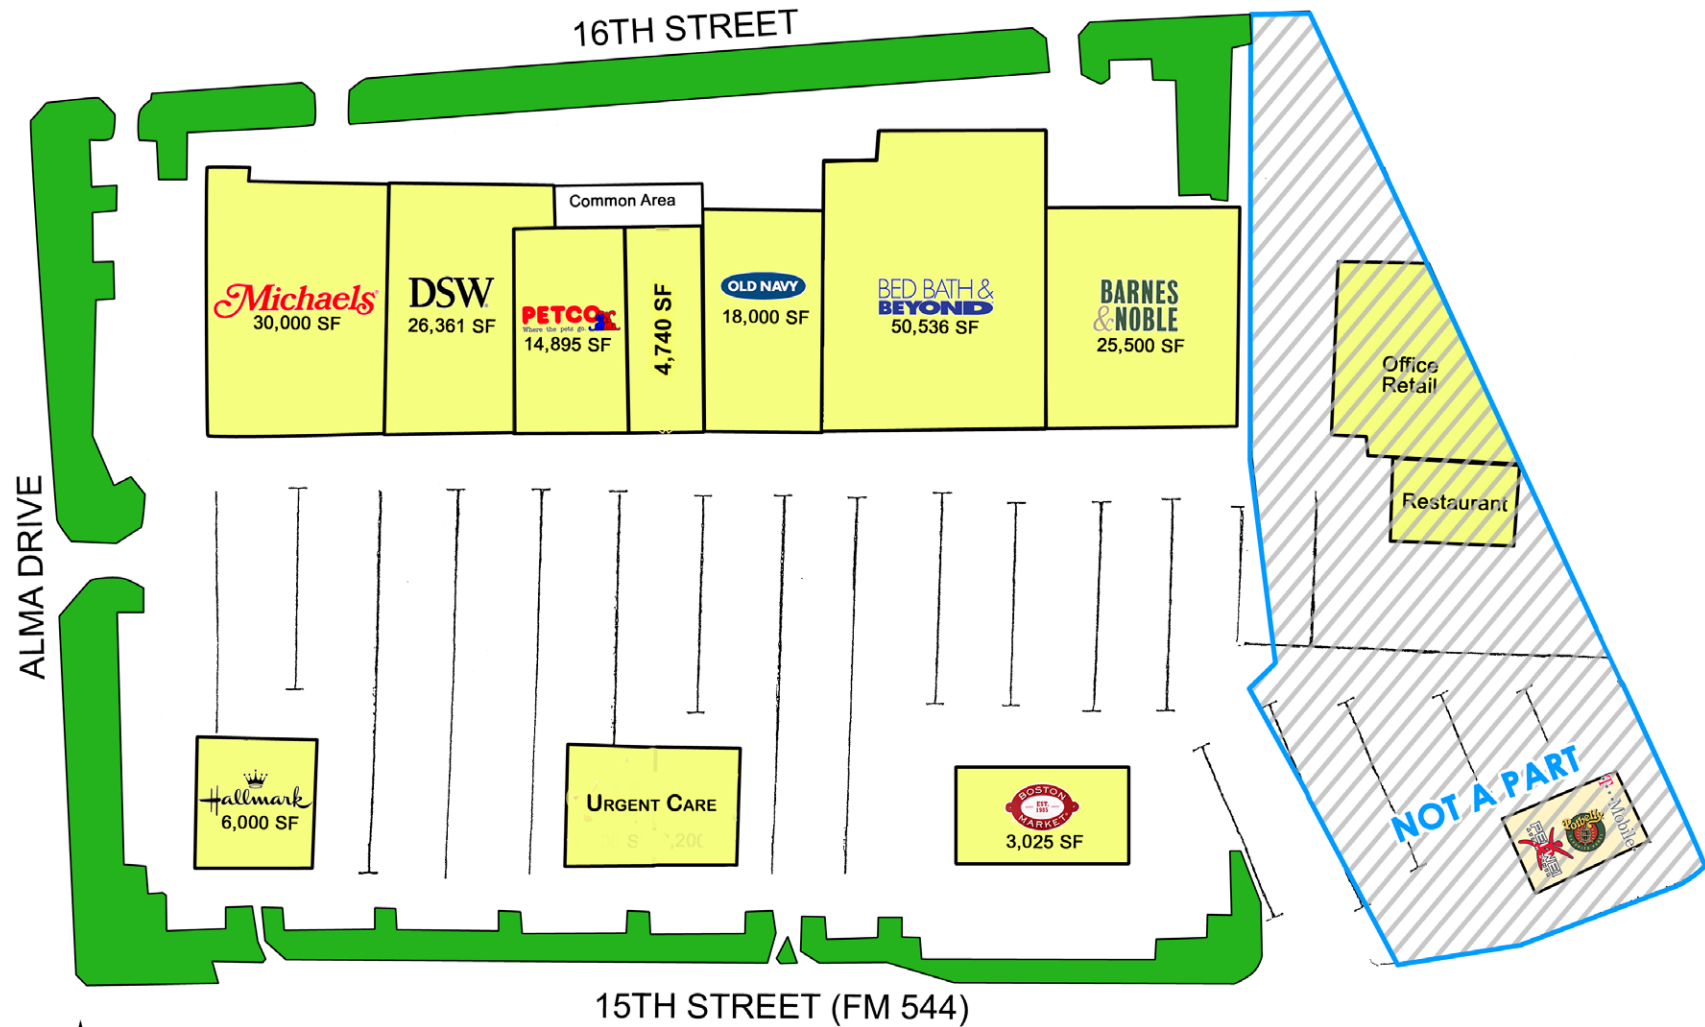 16TH STREET
Common Area
Michaels
30,000 SF
DSW
26,361 SF
PETCO
Where the pets go.
14,895 SF
4,740 SF
OLD NAVY
18,000 SF
BED BATH &
BEYOND
50,536 SF
BARNES
& NOBLE
25,500 SF
Office
Retail
Restaurant
ALMA DRIVE
Hallmark
6,000 SF
URGENT CARE
BOSTON
EST.
1985
MARKET
3,025 SF
NOT A PART
Potbelly
T-Mobile
15TH STREET (FM 544)